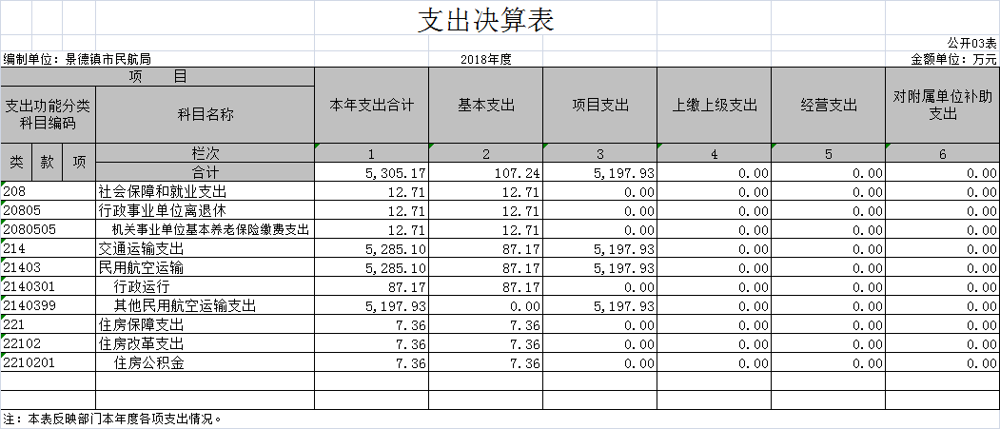 支出决算表
公开03表
编制单位：景德镇市民航局 2018年度 金额单位：万元
项 目
支出功能分类科目编码 科目名称 本年支出合计 基本支出 项目支出 上缴上级支出 经营支出 对附属单位补助支出
类 款 项 栏次 1 2 3 4 5 6
合计 5,305.17 107.24 5,197.93 0.00 0.00 0.00
208 社会保障和就业支出 12.71 12.71 0.00 0.00 0.00 0.00
20805 行政事业单位离退休 12.71 12.71 0.00 0.00 0.00 0.00
2080505 机关事业单位基本养老保险缴费支出 12.71 12.71 0.00 0.00 0.00 0.00
214 交通运输支出 5,285.10 87.17 5,197.93 0.00 0.00 0.00
21403 民用航空运输 5,285.10 87.17 5,197.93 0.00 0.00 0.00
2140301 行政运行 87.17 87.17 0.00 0.00 0.00 0.00
2140399 其他民用航空运输支出 5,197.93 0.00 5,197.93 0.00 0.00 0.00
221 住房保障支出 7.36 7.36 0.00 0.00 0.00 0.00
22102 住房改革支出 7.36 7.36 0.00 0.00 0.00 0.00
2210201 住房公积金 7.36 7.36 0.00 0.00 0.00 0.00
注：本表反映部门本年度各项支出情况。